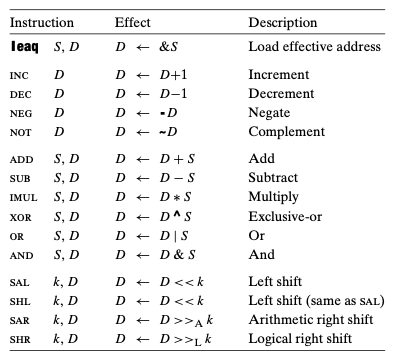 Instruction Effect Description
leaq S, D D ← &S Load effective address
INC D D ← D+1 Increment
DEC D D ← D−1 Decrement
NEG D D ← -D Negate
NOT D D ← ~D Complement
ADD S, D D ← D + S Add
SUB S, D D ← D − S Subtract
IMUL S, D D ← D * S Multiply
XOR S, D D ← D ^ S Exclusive-or
OR S, D D ← D | S Or
AND S, D D ← D & S And
SAL k, D D ← D << k Left shift
SHL k, D D ← D << k Left shift (same as SAL)
SAR k, D D ← D >>A k Arithmetic right shift
SHR k, D D ← D >>L k Logical right shift